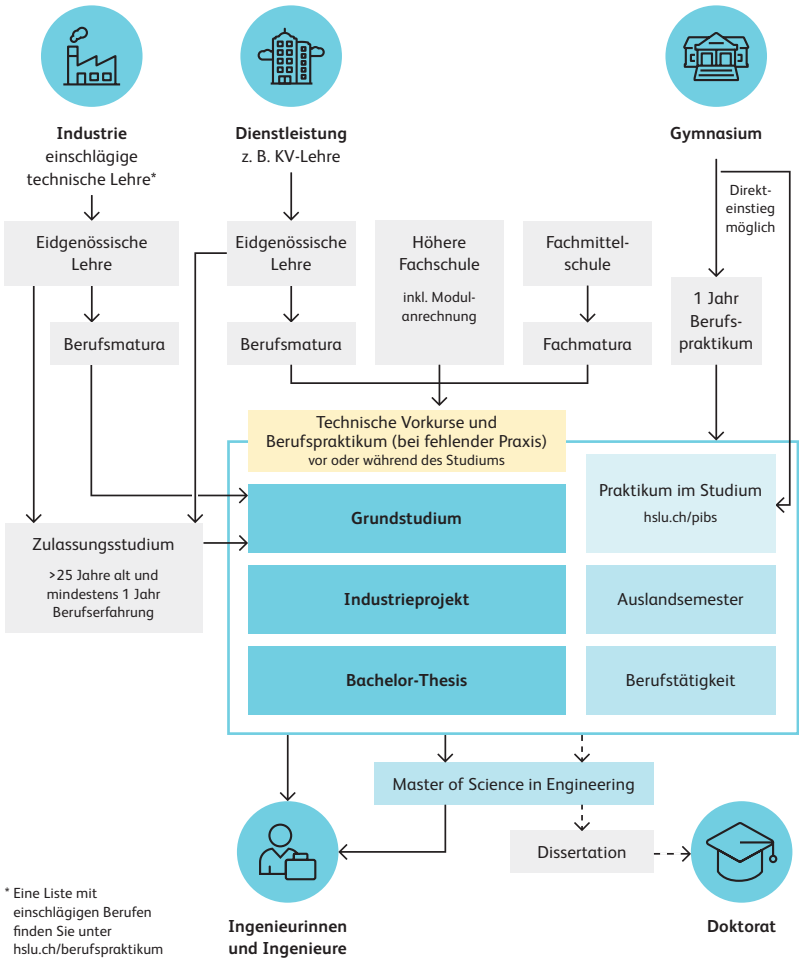 Industrie
einschlägige
technische Lehre*
Dienstleistung
z. B. KV-Lehre
Gymnasium
Direkt-
einstieg
möglich
Eidgenössische
Lehre
Eidgenössische
Lehre
Höhere
Fachschule
inkl. Modul-
anrechnung
Fachmittel-
schule
1 Jahr
Berufs-
praktikum
Berufsmatura
Berufsmatura
Fachmatura
Technische Vorkurse und
Berufspraktikum (bei fehlender Praxis)
vor oder während des Studiums
Grundstudium
Praktikum im Studium
hslu.ch/pibs
Zulassungsstudium
>25 Jahre alt und
mindestens 1 Jahr
Berufserfahrung
Industrieprojekt
Auslandsemester
Bachelor-Thesis
Berufstätigkeit
Master of Science in Engineering
Dissertation
Ingenieurinnen
und Ingenieure
Doktorat
* Eine Liste mit
einschlägigen Berufen
finden Sie unter
hslu.ch/berufspraktikum